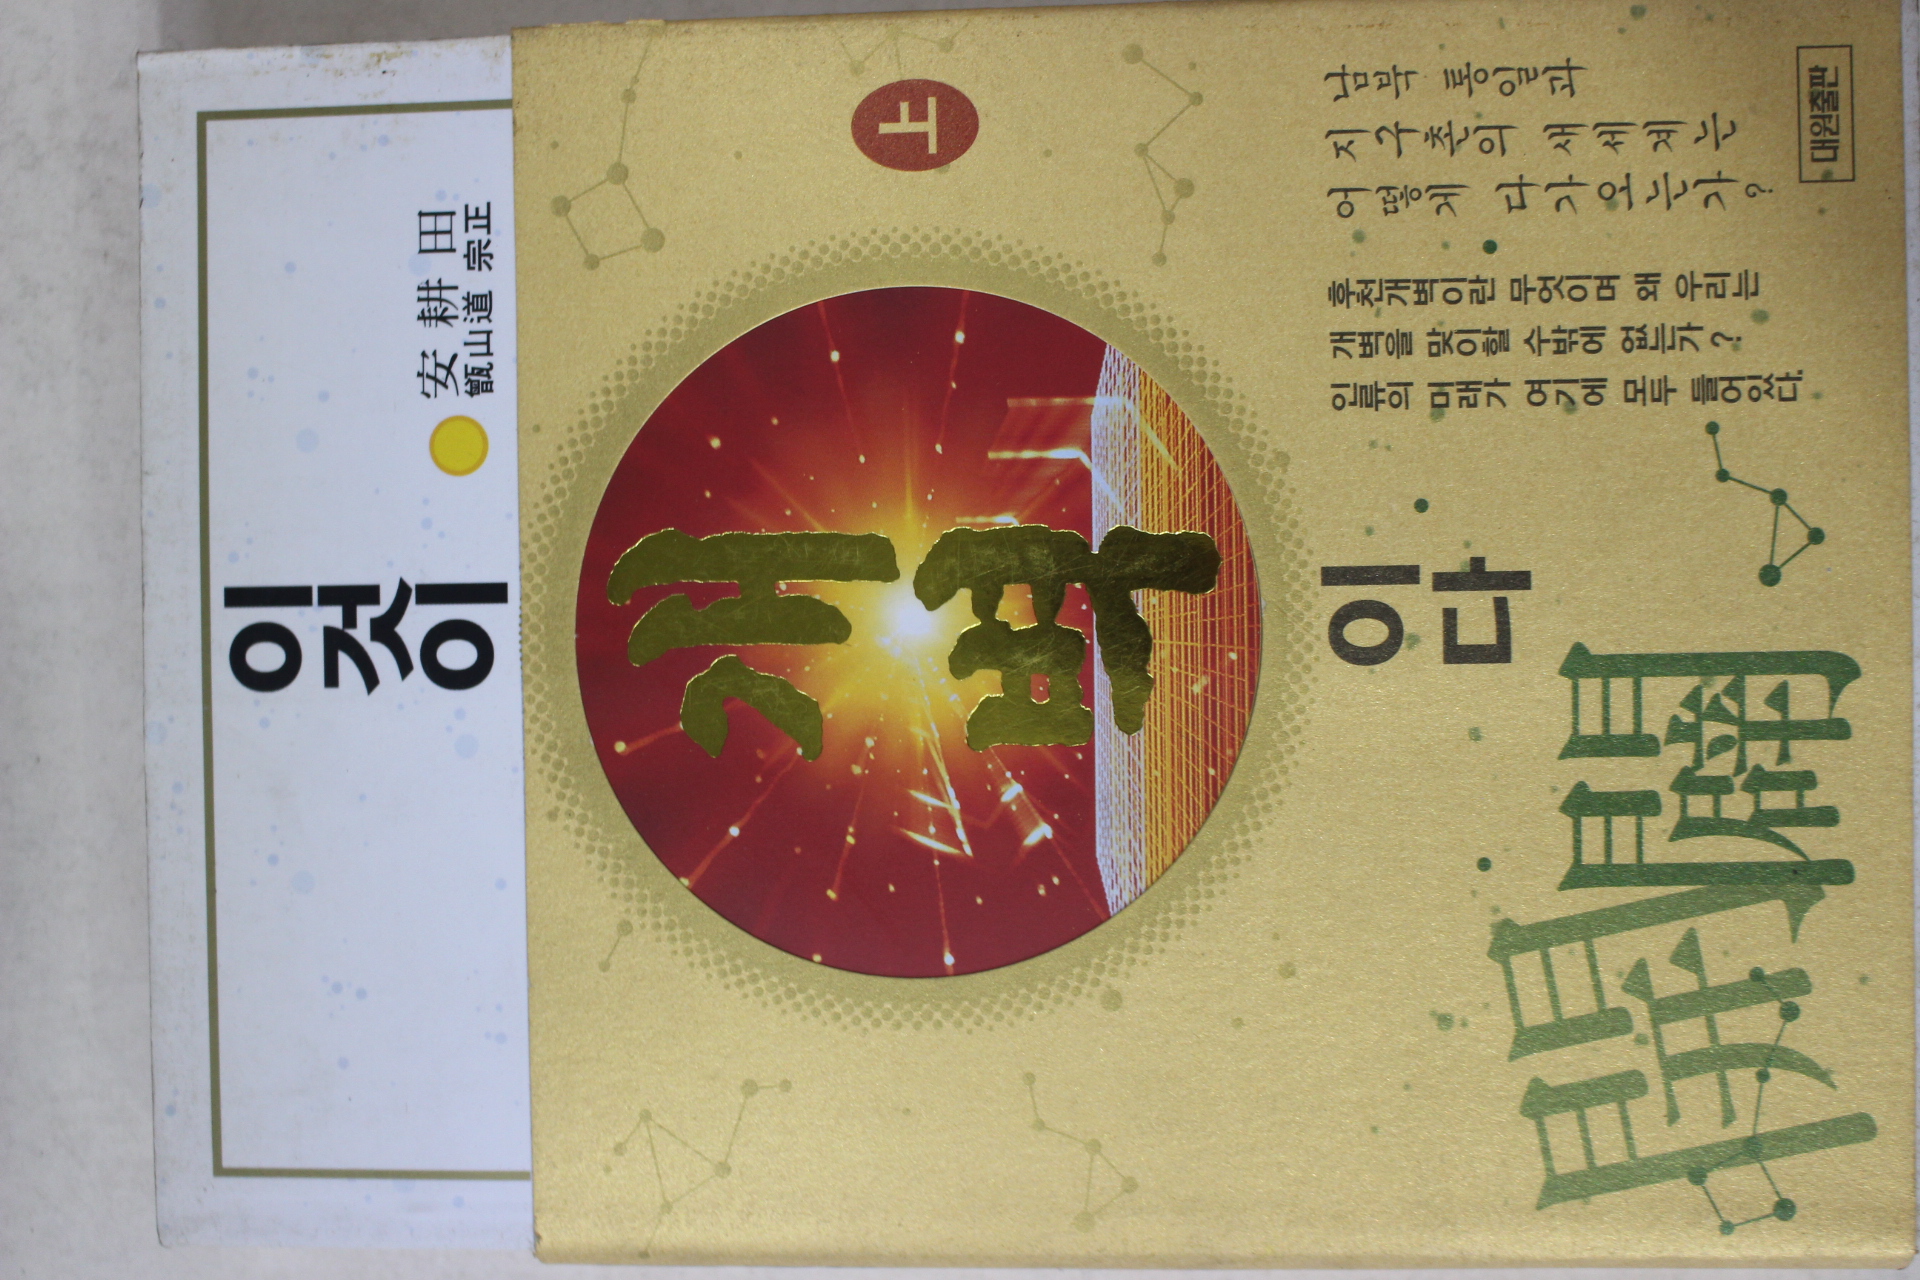 이것이
安耕田
甑山道 宗正
上
개벽
이다
開闢
후천개벽이란 무엇이며 왜 우리는
개벽을 맞이할 수밖에 없는가?
인류의 미래가 여기에 모두 들어있다.
남북 통일과
지구촌의 새 세계는
어떻게 다가오는가?
대원출판